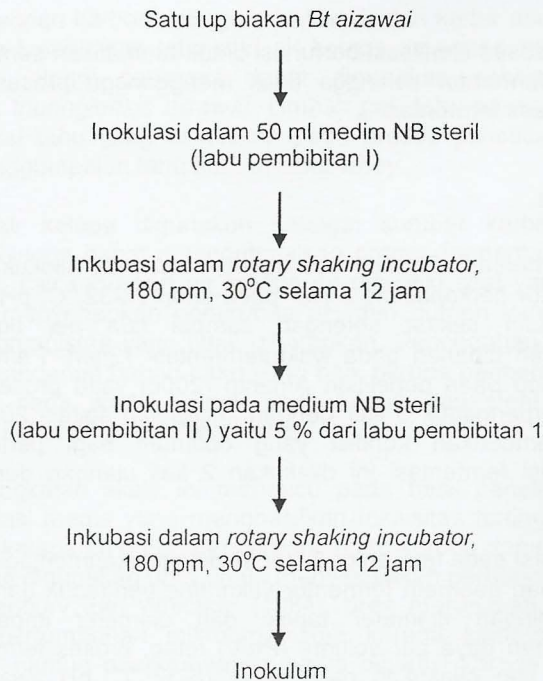 Satu lup biakan Bt aizawai
Inokulasi dalam 50 ml medim NB steril
(labu pembibitan I)
Inkubasi dalam rotary shaking incubator,
180 rpm, 30°C selama 12 jam
Inokulasi pada medium NB steril
(labu pembibitan II ) yaitu 5 % dari labu pembibitan 1
Inkubasi dalam rotary shaking incubator,
180 rpm, 30°C selama 12 jam
Inokulum